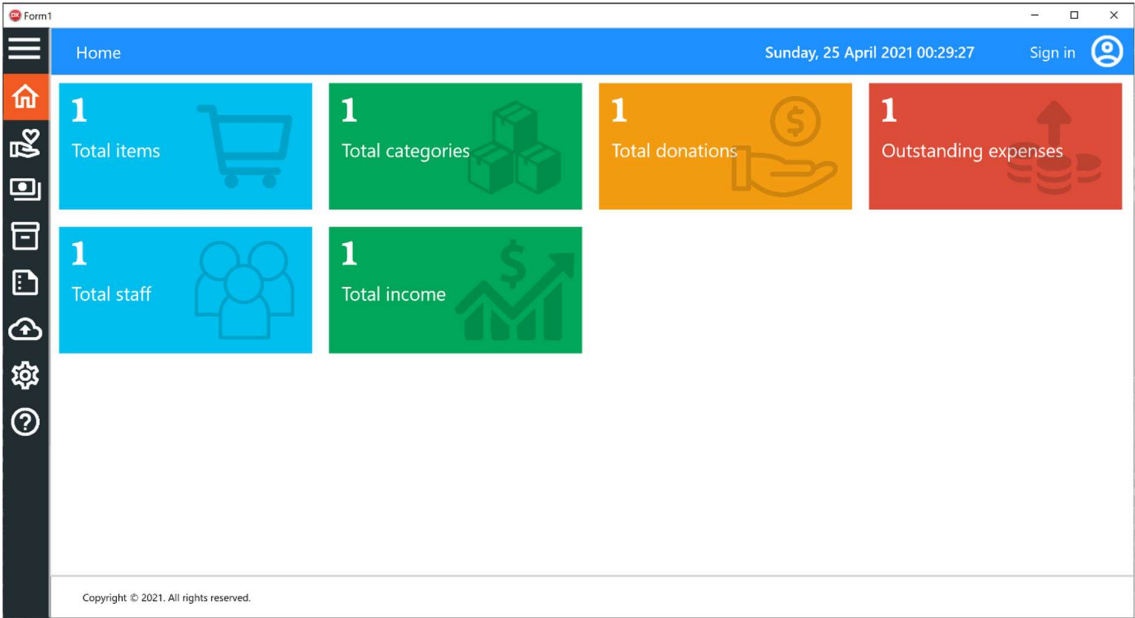 DX Form1
Home
Sunday, 25 April 2021 00:29:27
Sign in
1
Total items
1
Total categories
$
1
Total donations
1
Outstanding expenses
1
Total staff
$
1
Total income
Copyright © 2021. All rights reserved.